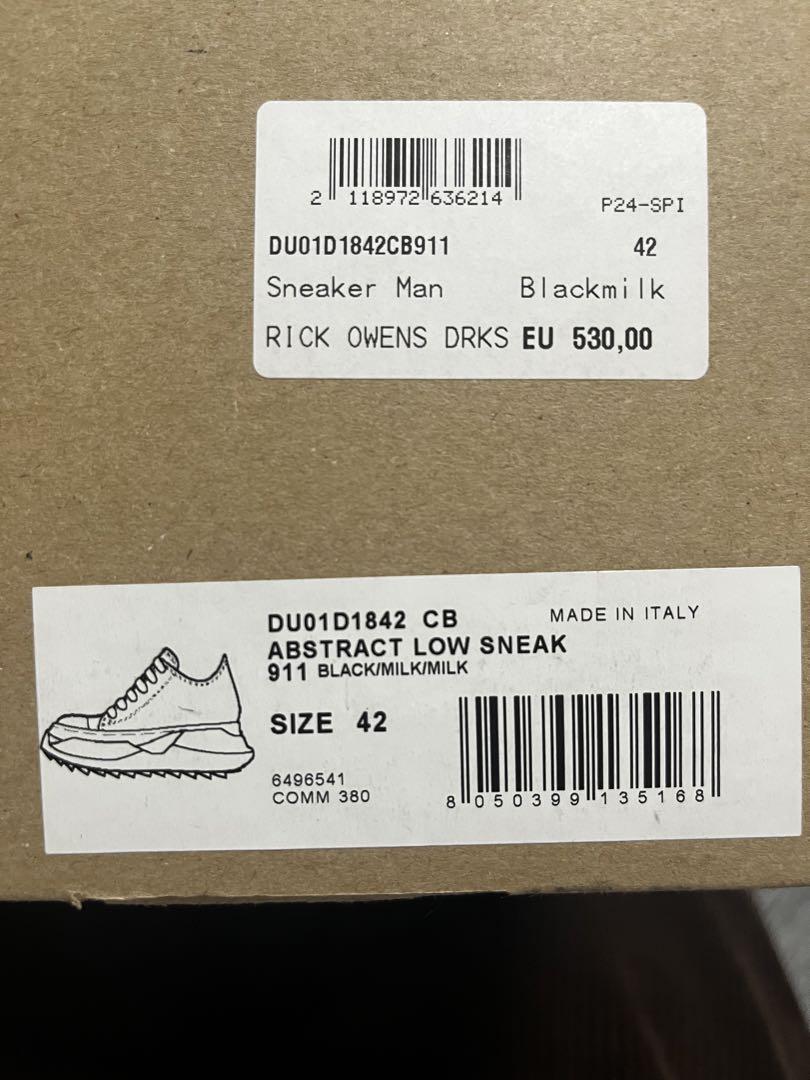 2 118972 636214
P24-SPI
DU01D1842CB911 42
Sneaker Man Blackmilk
RICK OWENS DRKS EU 530,00
DU01D1842 CB MADE IN ITALY
ABSTRACT LOW SNEAK
911 BLACK/MILK/MILK
SIZE 42
6496541
COMM 380
8 050399 135168